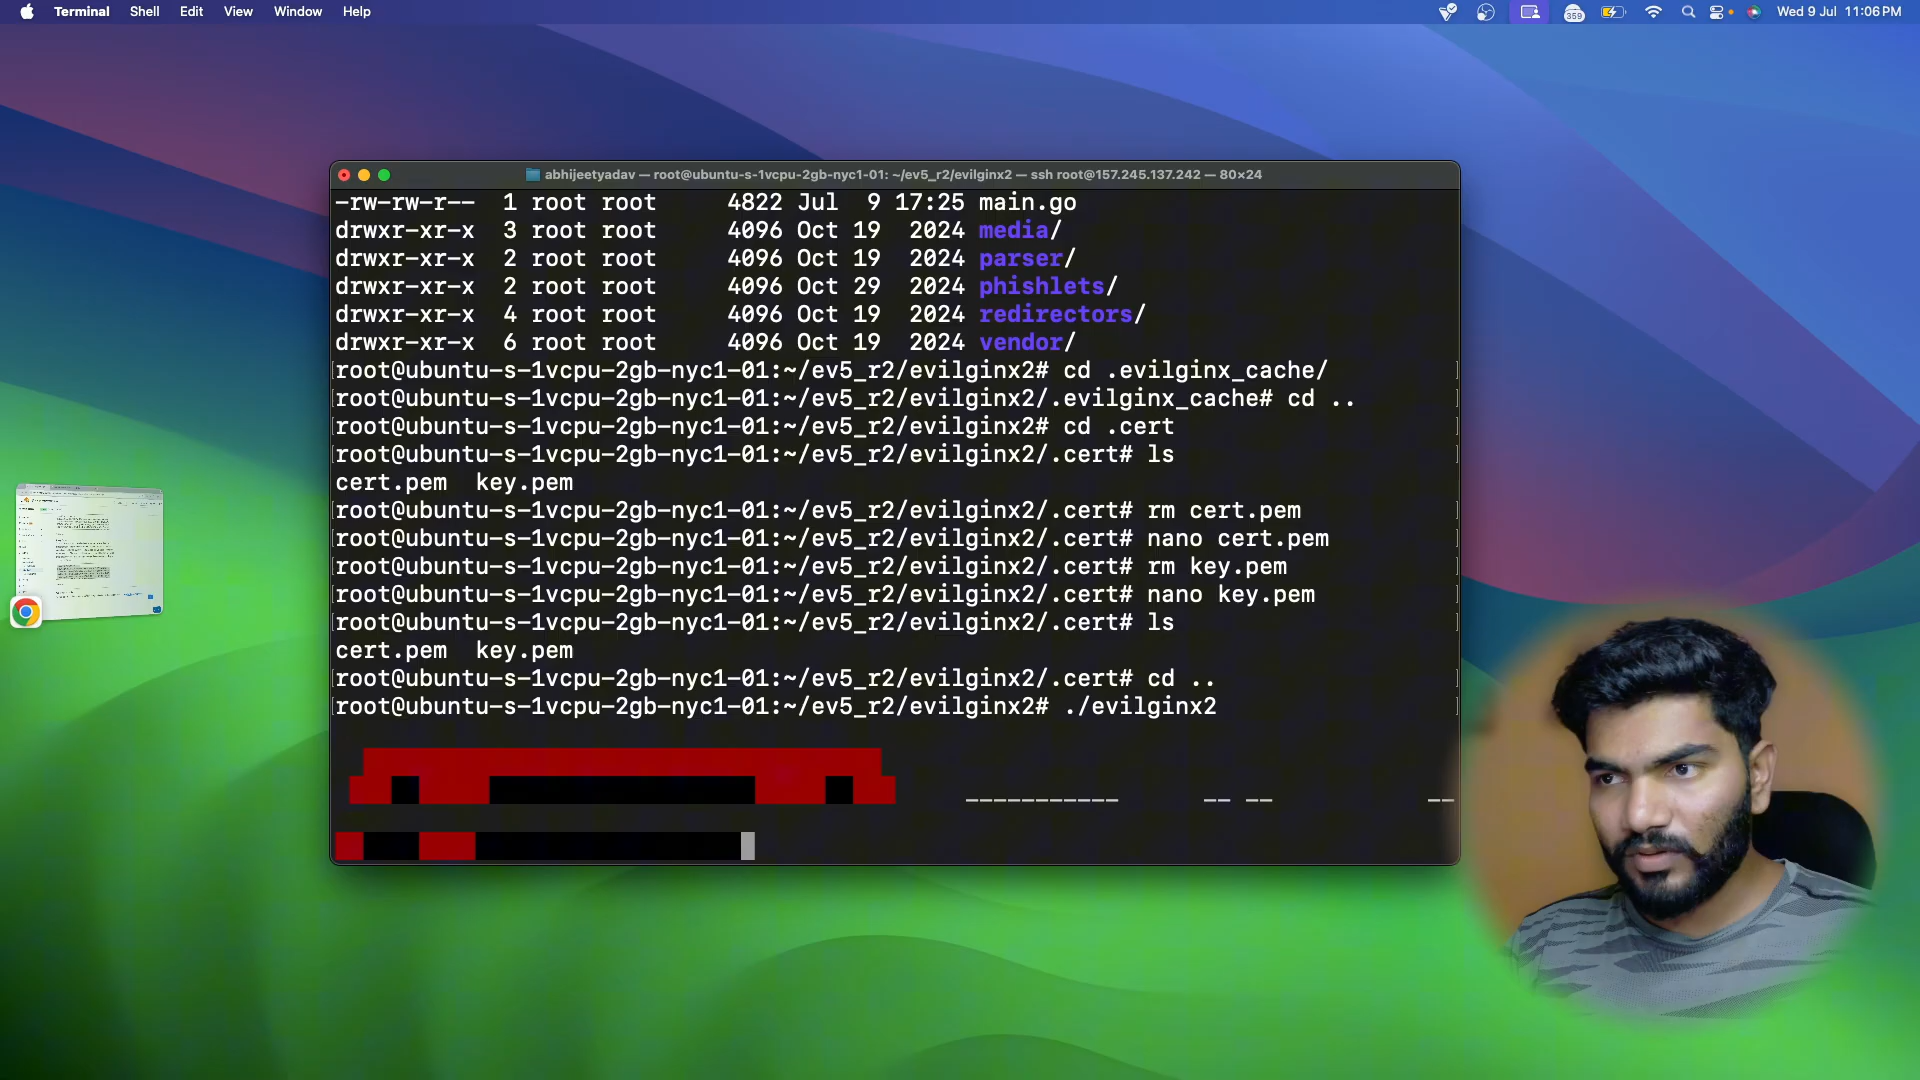 Terminal Shell Edit View Window Help
359
Wed 9 Jul 11:06 PM
abhijeetyadav — root@ubuntu-s-1vcpu-2gb-nyc1-01: ~/ev5_r2/evilginx2 — ssh root@157.245.137.242 — 80×24
-rw-rw-r-- 1 root root 4822 Jul 9 17:25 main.go
drwxr-xr-x 3 root root 4096 Oct 19 2024 media/
drwxr-xr-x 2 root root 4096 Oct 19 2024 parser/
drwxr-xr-x 2 root root 4096 Oct 29 2024 phishlets/
drwxr-xr-x 4 root root 4096 Oct 19 2024 redirectors/
drwxr-xr-x 6 root root 4096 Oct 19 2024 vendor/
[root@ubuntu-s-1vcpu-2gb-nyc1-01:~/ev5_r2/evilginx2# cd .evilginx_cache/ ]
[root@ubuntu-s-1vcpu-2gb-nyc1-01:~/ev5_r2/evilginx2/.evilginx_cache# cd .. ]
[root@ubuntu-s-1vcpu-2gb-nyc1-01:~/ev5_r2/evilginx2# cd .cert ]
[root@ubuntu-s-1vcpu-2gb-nyc1-01:~/ev5_r2/evilginx2/.cert# ls ]
cert.pem key.pem
[root@ubuntu-s-1vcpu-2gb-nyc1-01:~/ev5_r2/evilginx2/.cert# rm cert.pem ]
[root@ubuntu-s-1vcpu-2gb-nyc1-01:~/ev5_r2/evilginx2/.cert# nano cert.pem ]
[root@ubuntu-s-1vcpu-2gb-nyc1-01:~/ev5_r2/evilginx2/.cert# rm key.pem ]
[root@ubuntu-s-1vcpu-2gb-nyc1-01:~/ev5_r2/evilginx2/.cert# nano key.pem ]
[root@ubuntu-s-1vcpu-2gb-nyc1-01:~/ev5_r2/evilginx2/.cert# ls ]
cert.pem key.pem
[root@ubuntu-s-1vcpu-2gb-nyc1-01:~/ev5_r2/evilginx2/.cert# cd .. ]
[root@ubuntu-s-1vcpu-2gb-nyc1-01:~/ev5_r2/evilginx2# ./evilginx2 ]
___________ __ __ __